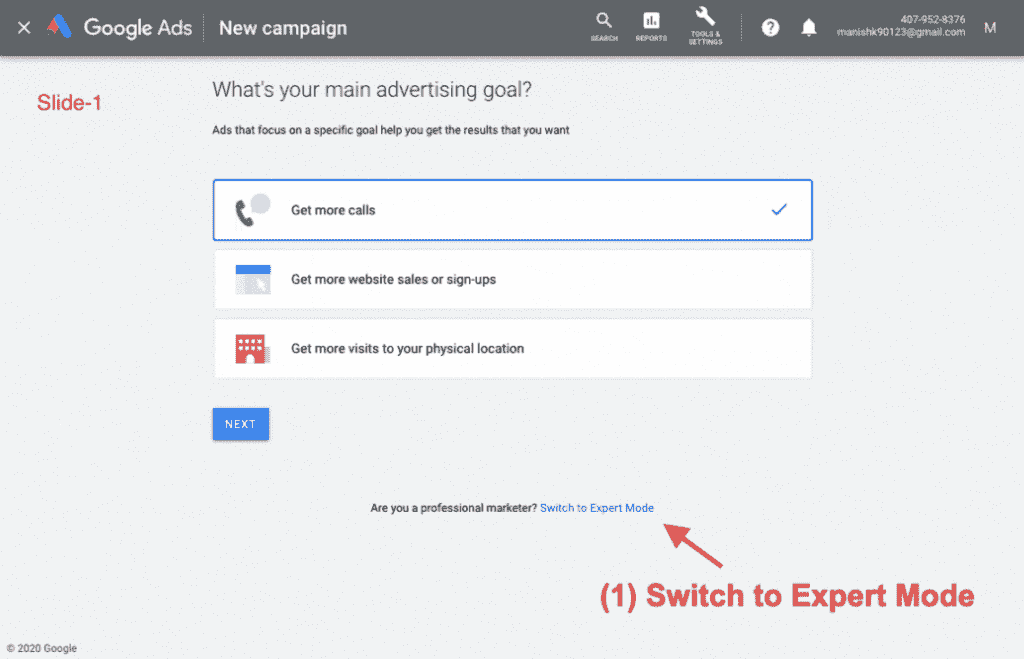 Google Ads New campaign
SEARCH
REPORTS
TOOLS &
SETTINGS
?
407-952-8376
manishk90123@gmail.com
M
Slide-1
What's your main advertising goal?
Ads that focus on a specific goal help you get the results that you want
Get more calls
Get more website sales or sign-ups
Get more visits to your physical location
NEXT
Are you a professional marketer? Switch to Expert Mode
(1) Switch to Expert Mode
© 2020 Google